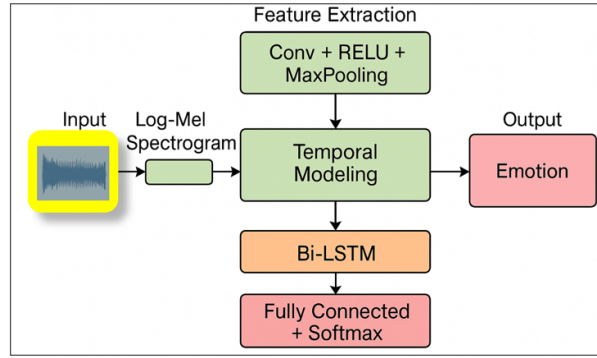 Feature Extraction
Conv + RELU +
MaxPooling
Input
Log-Mel
Spectrogram
Temporal
Modeling
Output
Emotion
Bi-LSTM
Fully Connected
+ Softmax